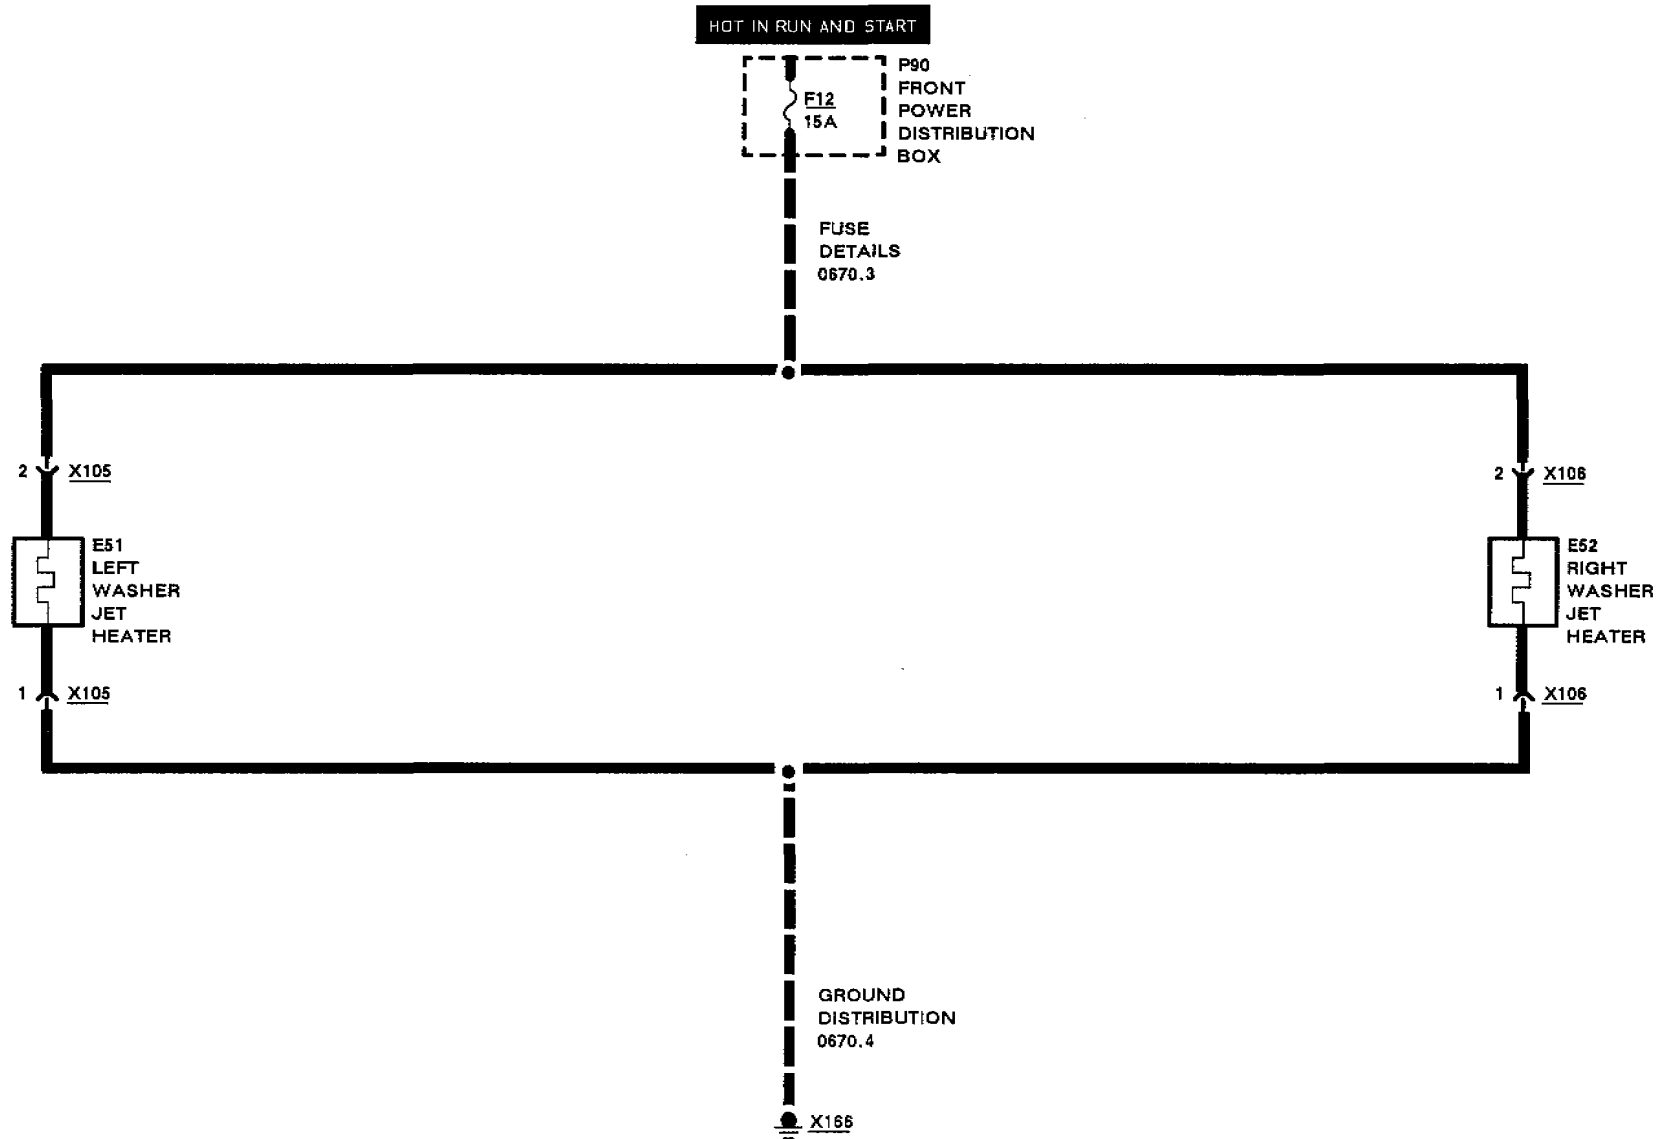 HOT IN RUN AND START
P90
FRONT
POWER
DISTRIBUTION
BOX
F12
15A
FUSE
DETAILS
0670.3
2 X105
2 X106
E51
LEFT
WASHER
JET
HEATER
E52
RIGHT
WASHER
JET
HEATER
1 X105
1 X106
GROUND
DISTRIBUTION
0670.4
X166